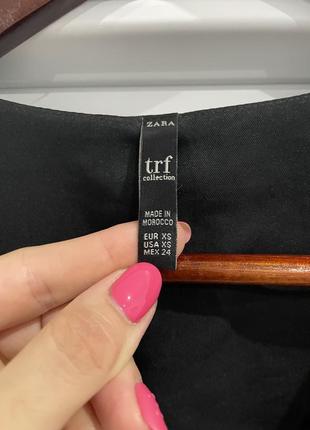 ZARA
trf
collection
MADE IN
MOROCCO
EUR XS
USA XS
MEX 24